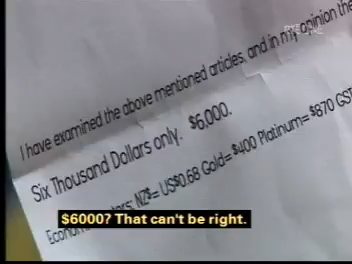 I have examined the above mentioned articles, and in my opinion the
Six Thousand Dollars only. $6,000.
NZ$= US$0.68 Gold= $400 Platinum= $870 GST
$6000? That can't be right.